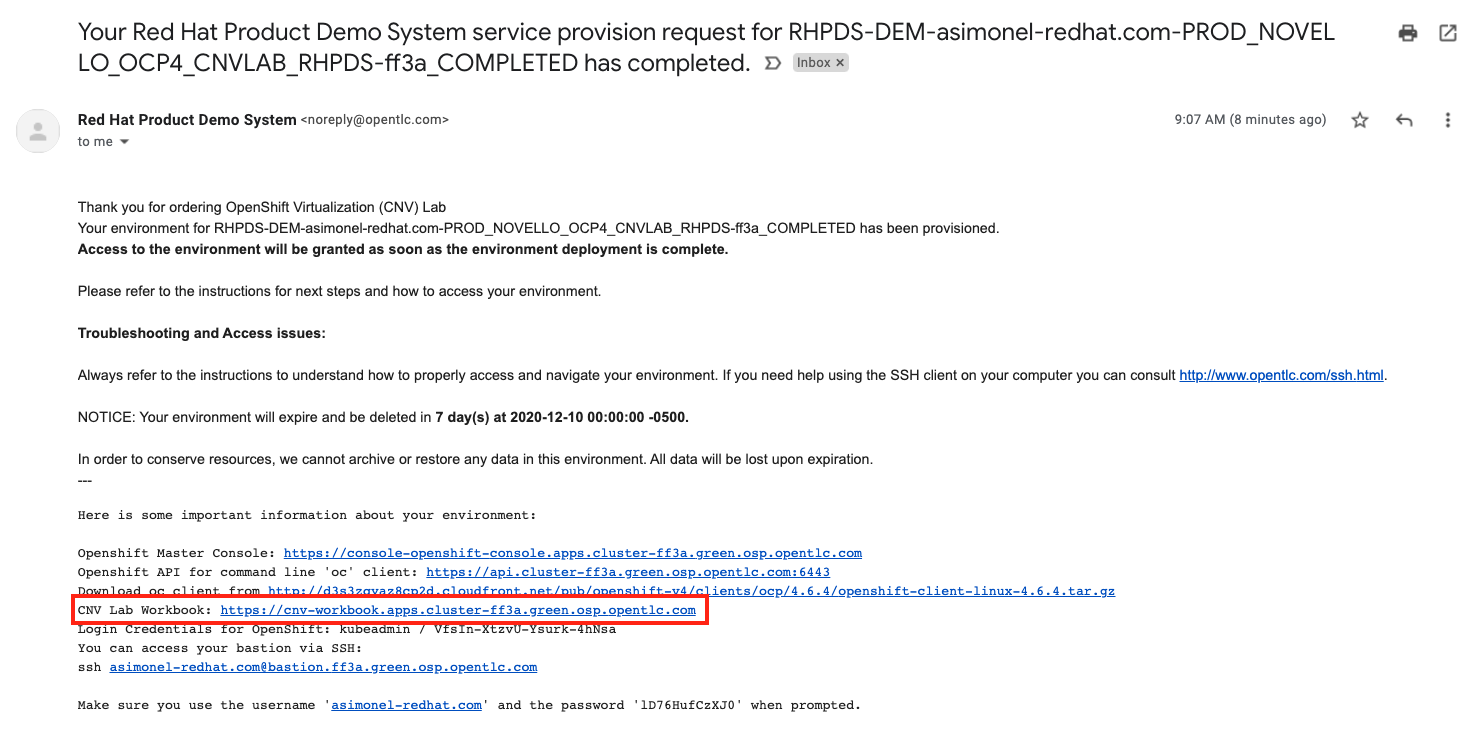 Your Red Hat Product Demo System service provision request for RHPDS-DEM-asimonel-redhat.com-PROD_NOVEL
LO_OCP4_CNVLAB_RHPDS-ff3a_COMPLETED has completed. Inbox ×
Red Hat Product Demo System <noreply@opentlc.com> 9:07 AM (8 minutes ago)
to me
Thank you for ordering OpenShift Virtualization (CNV) Lab
Your environment for RHPDS-DEM-asimonel-redhat.com-PROD_NOVELLO_OCP4_CNVLAB_RHPDS-ff3a_COMPLETED has been provisioned.
Access to the environment will be granted as soon as the environment deployment is complete.
Please refer to the instructions for next steps and how to access your environment.
Troubleshooting and Access issues:
Always refer to the instructions to understand how to properly access and navigate your environment. If you need help using the SSH client on your computer you can consult http://www.opentlc.com/ssh.html.
NOTICE: Your environment will expire and be deleted in 7 day(s) at 2020-12-10 00:00:00 -0500.
In order to conserve resources, we cannot archive or restore any data in this environment. All data will be lost upon expiration.
---
Here is some important information about your environment:
Openshift Master Console: https://console-openshift-console.apps.cluster-ff3a.green.osp.opentlc.com
Openshift API for command line 'oc' client: https://api.cluster-ff3a.green.osp.opentlc.com:6443
Download oc client from http://d3s3zqyaz8cp2d.cloudfront.net/pub/openshift-v4/clients/ocp/4.6.4/openshift-client-linux-4.6.4.tar.gz
CNV Lab Workbook: https://cnv-workbook.apps.cluster-ff3a.green.osp.opentlc.com
Login Credentials for OpenShift: kubeadmin / VfsIn-XtzvU-Ysurk-4hNsa
You can access your bastion via SSH:
ssh asimonel-redhat.com@bastion.ff3a.green.osp.opentlc.com
Make sure you use the username 'asimonel-redhat.com' and the password 'lD76HufCzXJ0' when prompted.